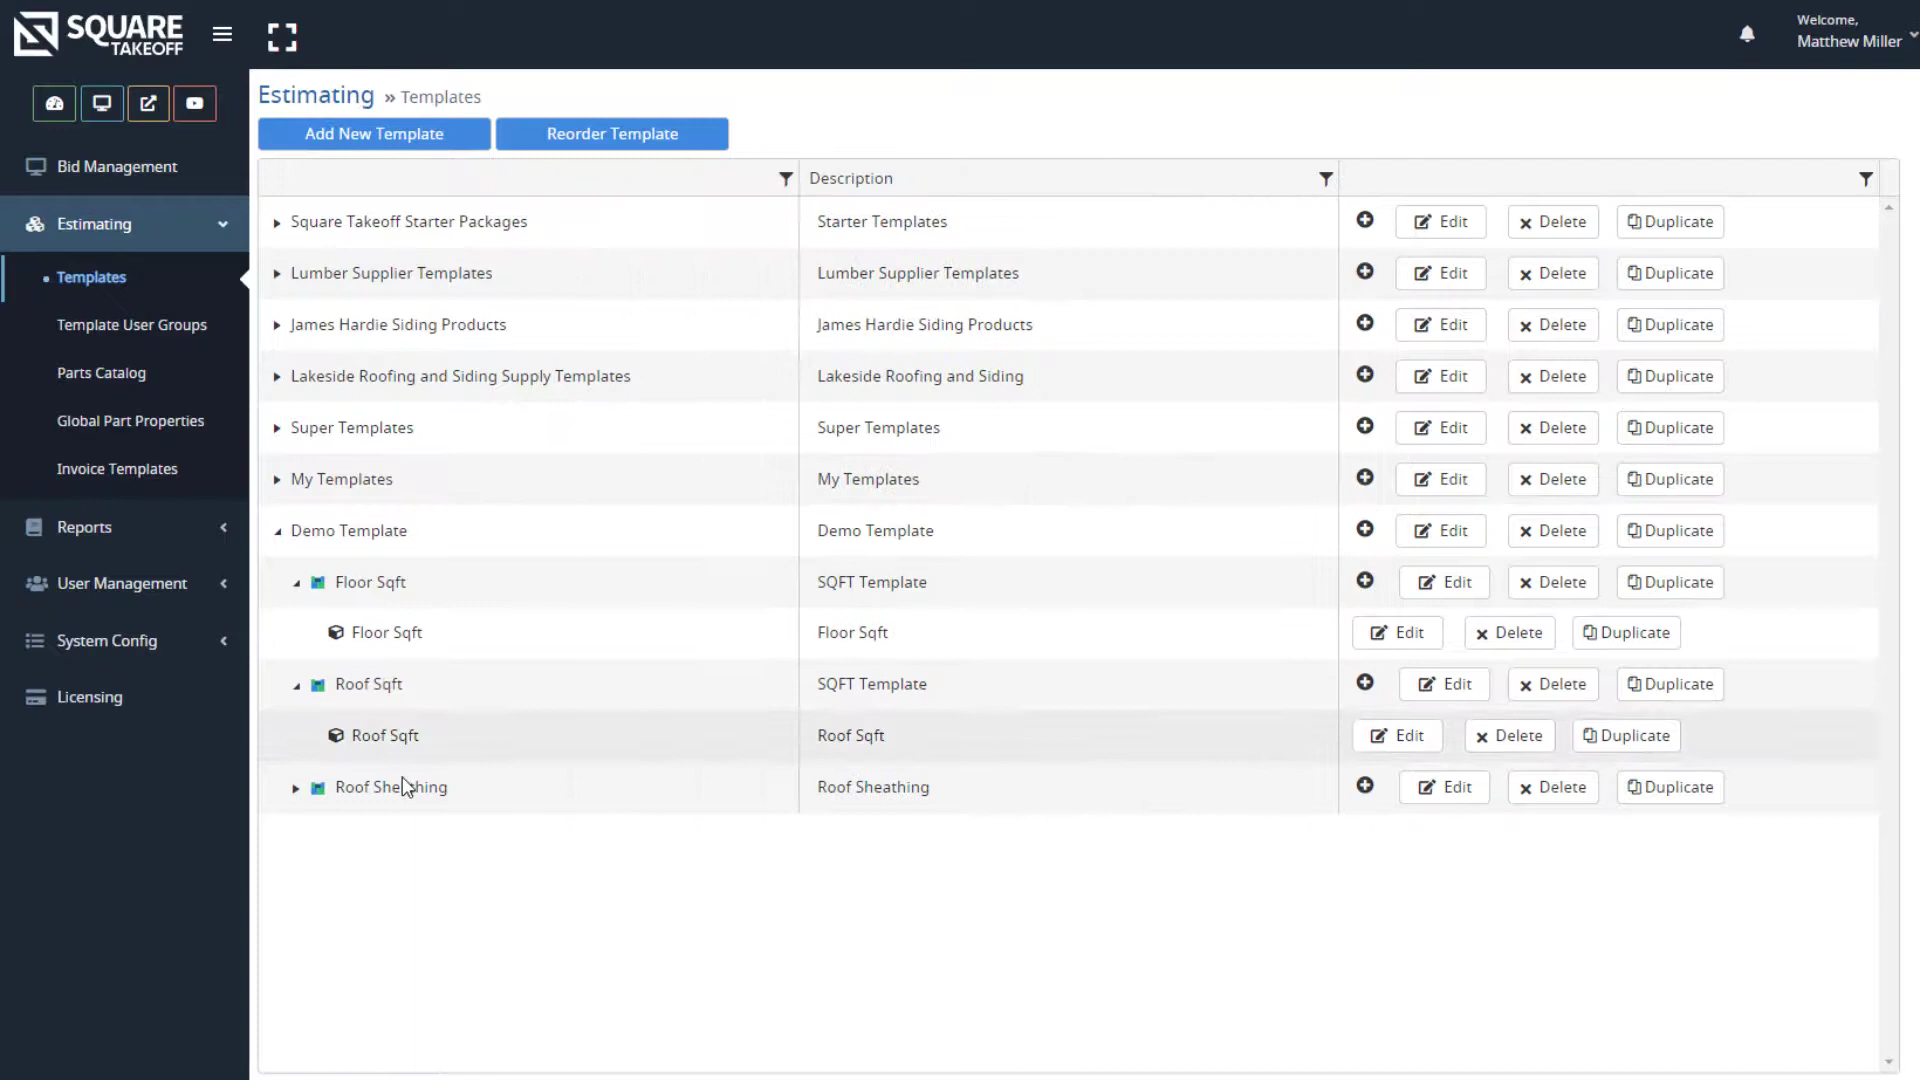 SQUARE
TAKEOFF
Welcome,
Matthew Miller
Bid Management
Estimating
Templates
Template User Groups
Parts Catalog
Global Part Properties
Invoice Templates
Reports
User Management
System Config
Licensing
Estimating » Templates
Add New Template Reorder Template
Description
Square Takeoff Starter Packages Starter Templates Edit Delete Duplicate
Lumber Supplier Templates Lumber Supplier Templates Edit Delete Duplicate
James Hardie Siding Products James Hardie Siding Products Edit Delete Duplicate
Lakeside Roofing and Siding Supply Templates Lakeside Roofing and Siding Edit Delete Duplicate
Super Templates Super Templates Edit Delete Duplicate
My Templates My Templates Edit Delete Duplicate
Demo Template Demo Template Edit Delete Duplicate
Floor Sqft SQFT Template Edit Delete Duplicate
Floor Sqft Floor Sqft Edit Delete Duplicate
Roof Sqft SQFT Template Edit Delete Duplicate
Roof Sqft Roof Sqft Edit Delete Duplicate
Roof Sheathing Roof Sheathing Edit Delete Duplicate